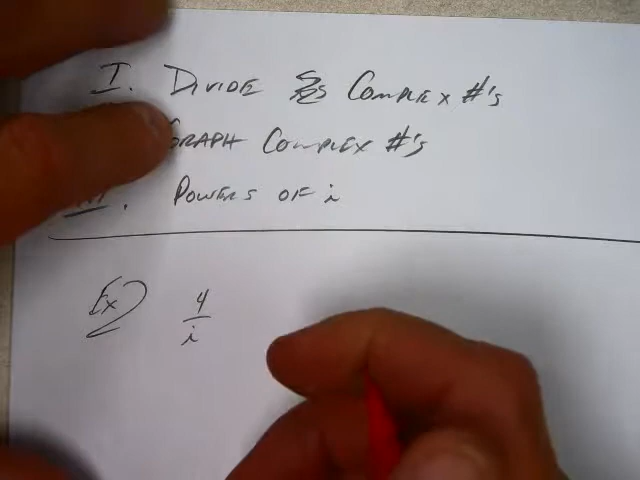 I. DIVIDE COMPLEX #'s
GRAPH COMPLEX #'s
. POWERS OF i
Ex) 4
i